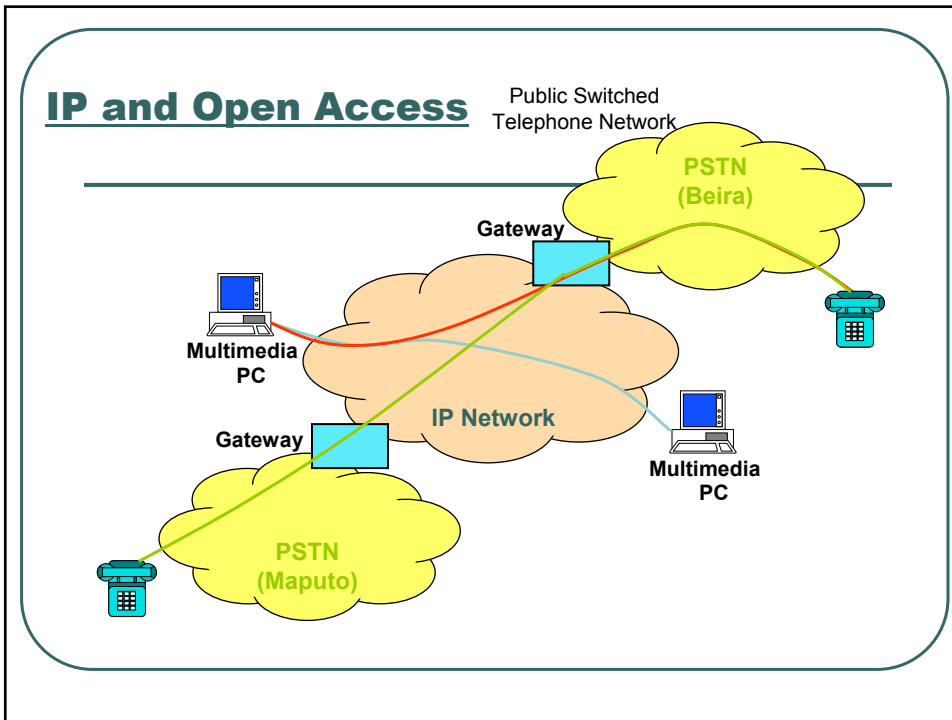 IP and Open Access
Public Switched
Telephone Network
PSTN
(Beira)
Gateway
Multimedia
PC
IP Network
Gateway
Multimedia
PC
PSTN
(Maputo)